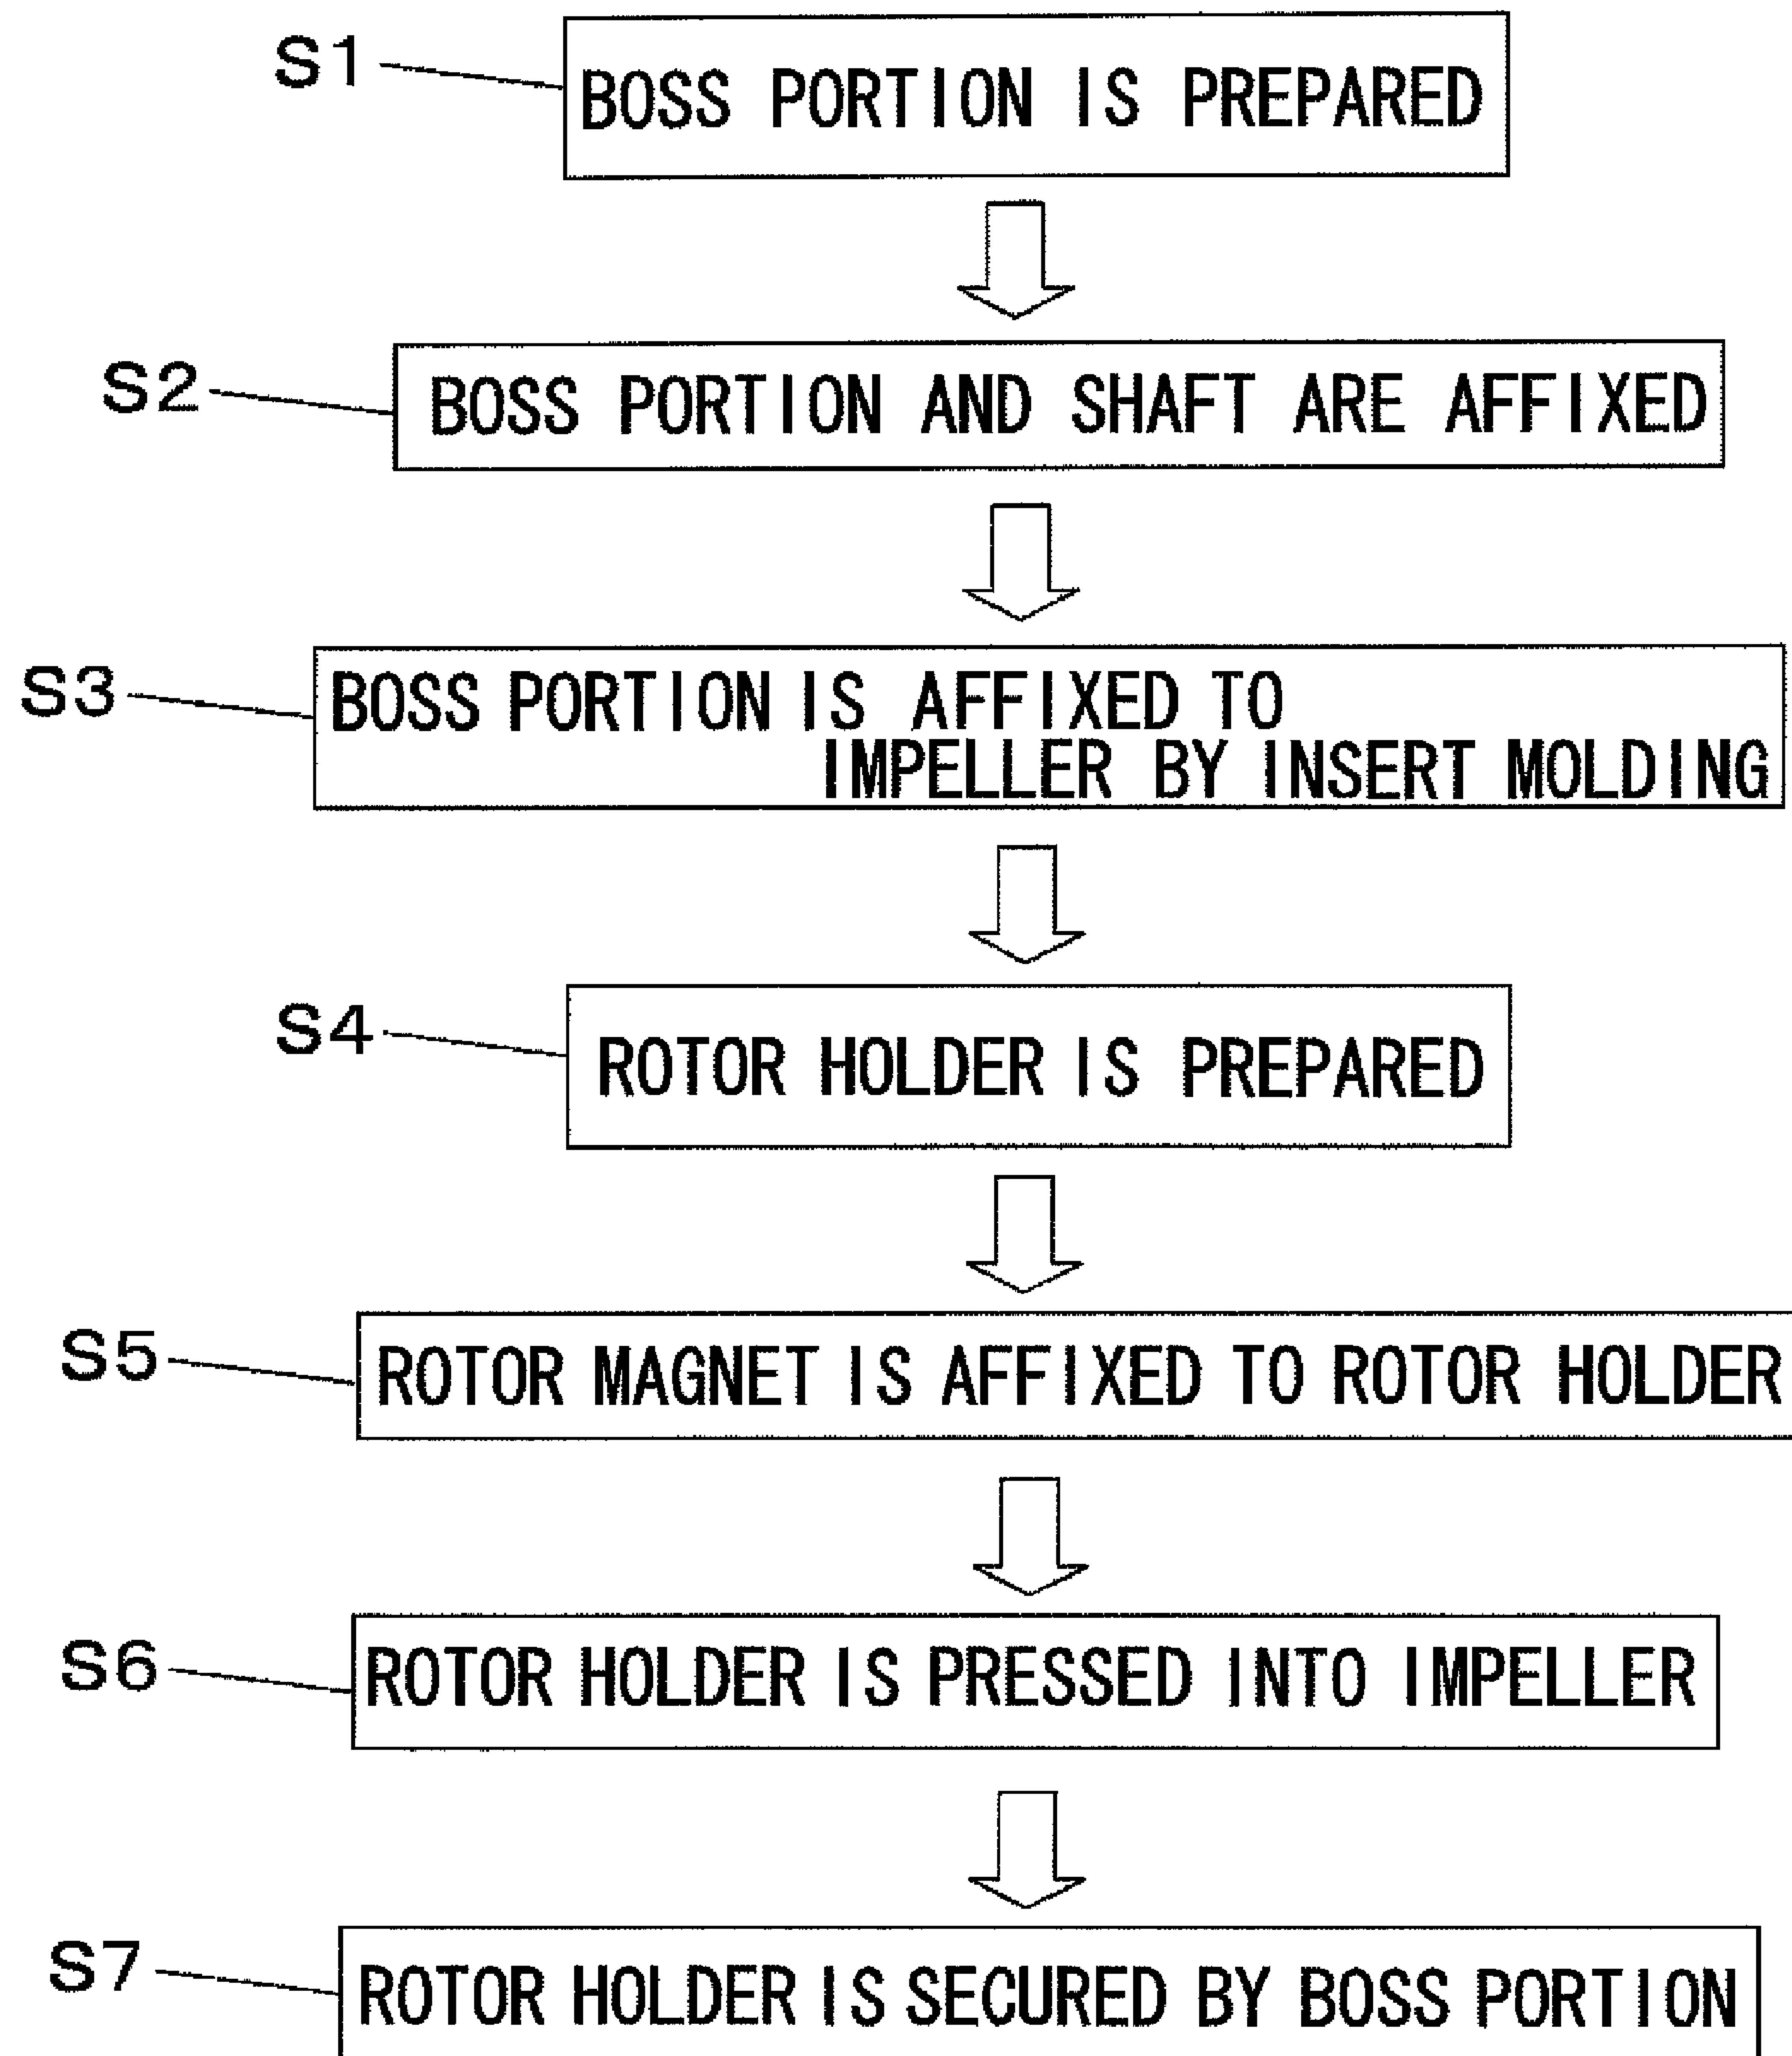 S1
BOSS PORTION IS PREPARED
S2
BOSS PORTION AND SHAFT ARE AFFIXED
S3
BOSS PORTION IS AFFIXED TO
IMPELLER BY INSERT MOLDING
S4
ROTOR HOLDER IS PREPARED
S5
ROTOR MAGNET IS AFFIXED TO ROTOR HOLDER
S6
ROTOR HOLDER IS PRESSED INTO IMPELLER
S7
ROTOR HOLDER IS SECURED BY BOSS PORTION